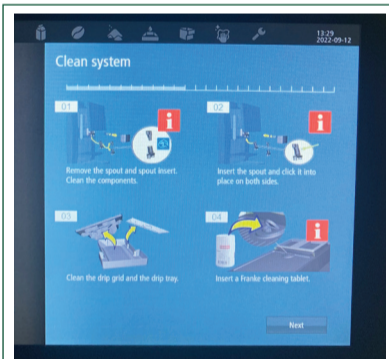 13:29
2022-09-12
Clean system
01
02
Remove the spout and spout insert.
Clean the components.
Insert the spout and click it into
place on both sides.
03
04
Clean the drip grid and the drip tray.
Insert a Franke cleaning tablet.
Next